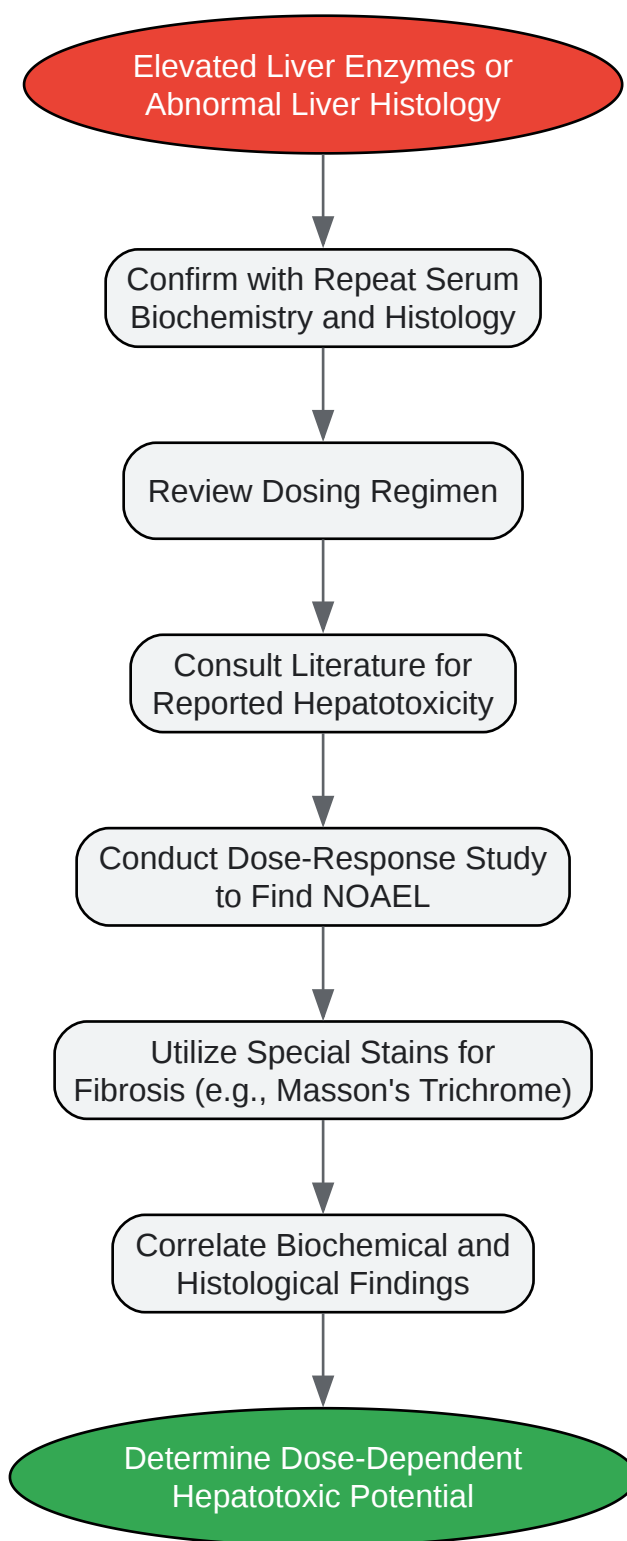 Elevated Liver Enzymes or
Abnormal Liver Histology
Confirm with Repeat Serum
Biochemistry and Histology
Review Dosing Regimen
Consult Literature for
Reported Hepatotoxicity
Conduct Dose-Response Study
to Find NOAEL
Utilize Special Stains for
Fibrosis (e.g., Masson's Trichrome)
Correlate Biochemical and
Histological Findings
Determine Dose-Dependent
Hepatotoxic Potential